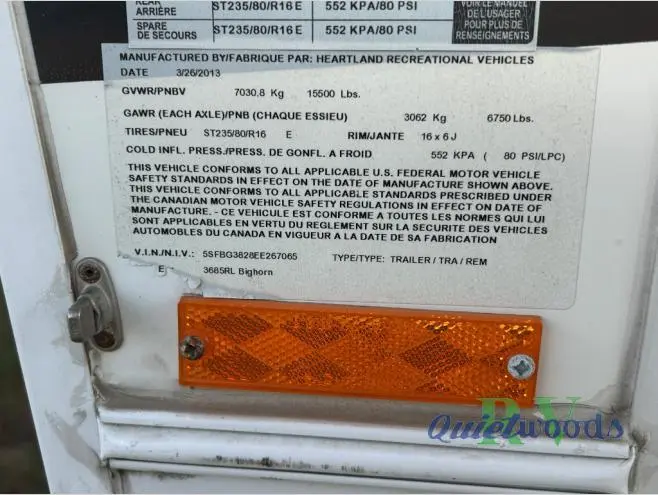 REAR
ARRIÈRE ST235/80/R16 E 552 KPA/80 PSI
SPARE
DE SECOURS ST235/80/R16 E 552 KPA/80 PSI
VOIR LE MANUEL
DE L'USAGER
POUR PLUS DE
RENSEIGNEMENTS
MANUFACTURED BY/FABRIQUE PAR: HEARTLAND RECREATIONAL VEHICLES
DATE 3/26/2013
GVWR/PNBV 7030,8 Kg 15500 Lbs.
GAWR (EACH AXLE)/PNB (CHAQUE ESSIEU) 3062 Kg 6750 Lbs.
TIRES/PNEU ST235/80/R16 E RIM/JANTE 16 x 6 J
COLD INFL. PRESS./PRESS. DE GONFL. A FROID 552 KPA ( 80 PSI/LPC)
THIS VEHICLE CONFORMS TO ALL APPLICABLE U.S. FEDERAL MOTOR VEHICLE
SAFETY STANDARDS IN EFFECT ON THE DATE OF MANUFACTURE SHOWN ABOVE.
THIS VEHICLE CONFORMS TO ALL APPLICABLE STANDARDS PRESCRIBED UNDER
THE CANADIAN MOTOR VEHICLE SAFETY REGULATIONS IN EFFECT ON DATE OF
MANUFACTURE. - CE VEHICULE EST CONFORME A TOUTES LES NORMES QUI LUI
SONT APPLICABLES EN VERTU DU REGLEMENT SUR LA SECURITE DES VEHICLES
AUTOMOBILES DU CANADA EN VIGUEUR A LA DATE DE SA FABRICATION
V.I.N./N.I.V.: 5SFBG3828EE267065 TYPE/TYPE: TRAILER / TRA / REM
3685RL Bighorn
Quietwoods RV